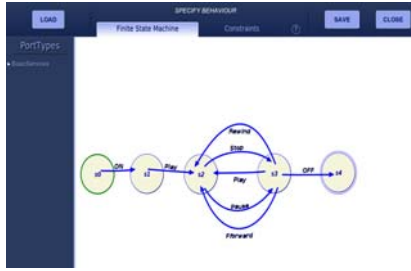 SPECIFY BEHAVIOUR
LOAD
SAVE
CLOSE
Finite State Machine
Constraints
?
PortTypes
Rewind
Stop
ON
Play
OFF
s0
s1
s2
s3
s4
Play
Pause
Fforward